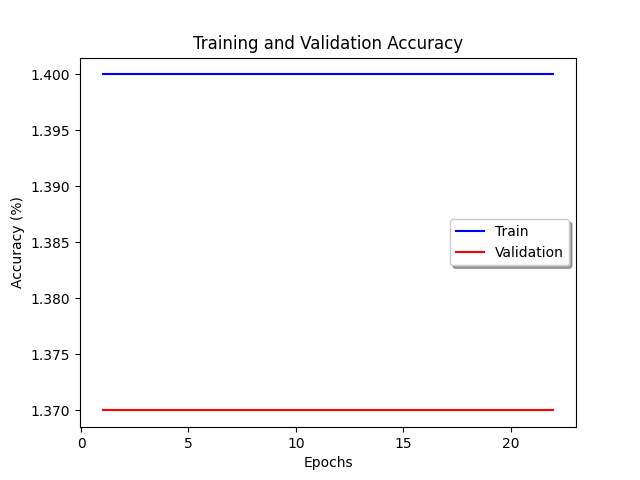 Training and Validation Accuracy
Accuracy (%)
1.400
1.395
1.390
1.385
1.380
1.375
1.370
Train
Validation
0
5
10
15
20
Epochs